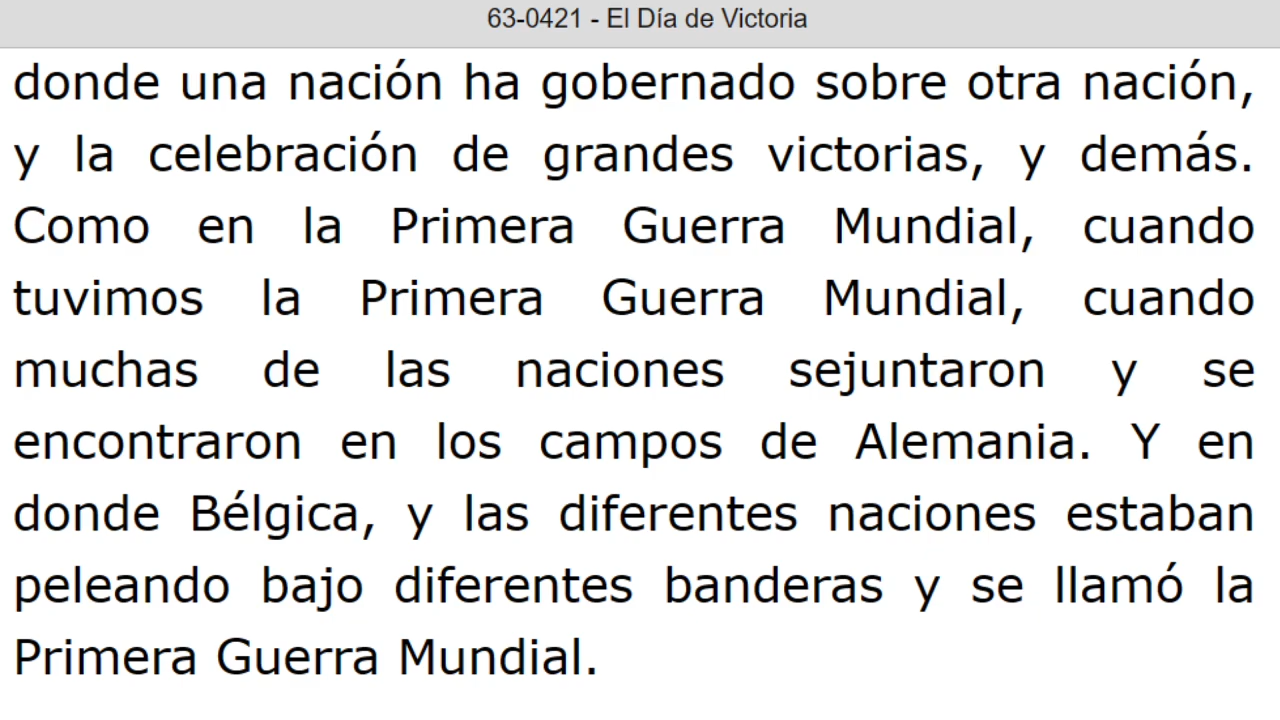 63-0421 - El Día de Victoria
donde una nación ha gobernado sobre otra nación,
y la celebración de grandes victorias, y demás.
Como en la Primera Guerra Mundial, cuando
tuvimos la Primera Guerra Mundial, cuando
muchas de las naciones sejuntaron y se
encontraron en los campos de Alemania. Y en
donde Bélgica, y las diferentes naciones estaban
peleando bajo diferentes banderas y se llamó la
Primera Guerra Mundial.